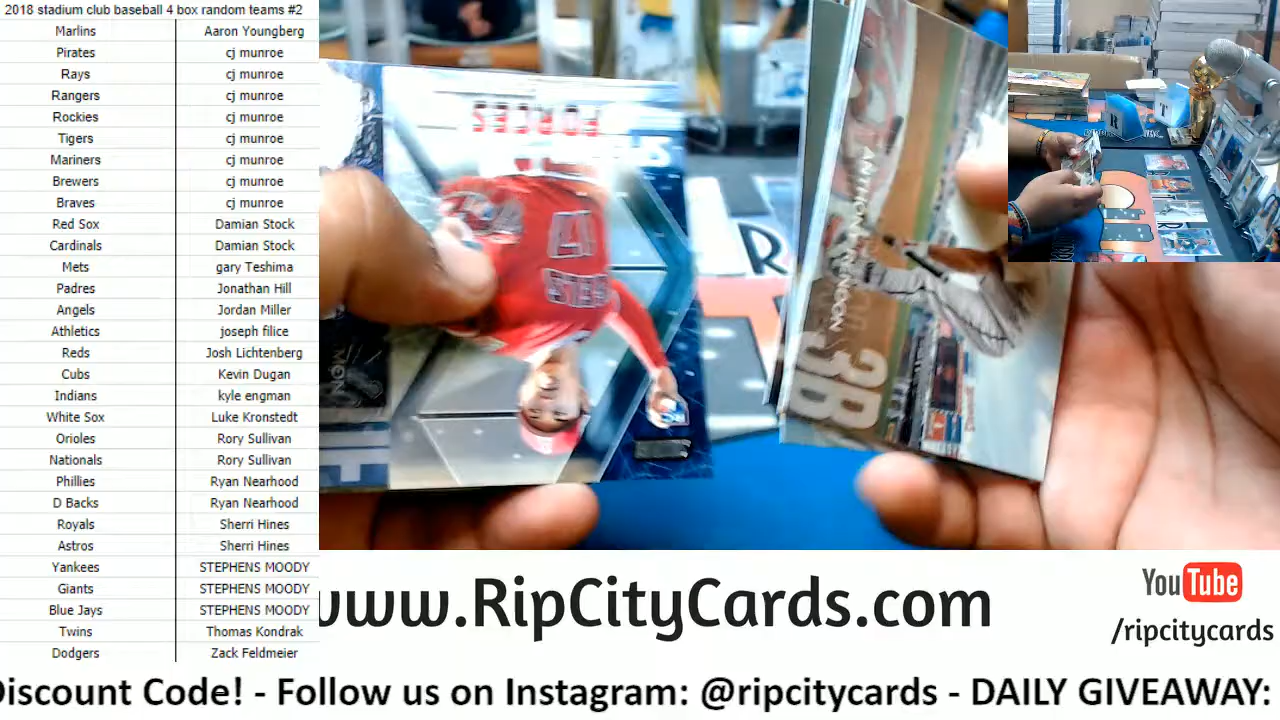 2018 stadium club baseball 4 box random teams #2
Marlins Aaron Youngberg
Pirates cj munroe
Rays cj munroe
Rangers cj munroe
Rockies cj munroe
Tigers cj munroe
Mariners cj munroe
Brewers cj munroe
Braves cj munroe
Red Sox Damian Stock
Cardinals Damian Stock
Mets gary Teshima
Padres Jonathan Hill
Angels Jordan Miller
Athletics joseph filice
Reds Josh Lichtenberg
Cubs Kevin Dugan
Indians kyle engman
White Sox Luke Kronstedt
Orioles Rory Sullivan
Nationals Rory Sullivan
Phillies Ryan Nearhood
D Backs Ryan Nearhood
Royals Sherri Hines
Astros Sherri Hines
Yankees STEPHENS MOODY
Giants STEPHENS MOODY
Blue Jays STEPHENS MOODY
Twins Thomas Kondrak
Dodgers Zack Feldmeier
FORCES
17
ANTHONY RENDON
3B
R
www.RipCityCards.com
YouTube
/ripcitycards
Discount Code! - Follow us on Instagram: @ripcitycards - DAILY GIVEAWAY: